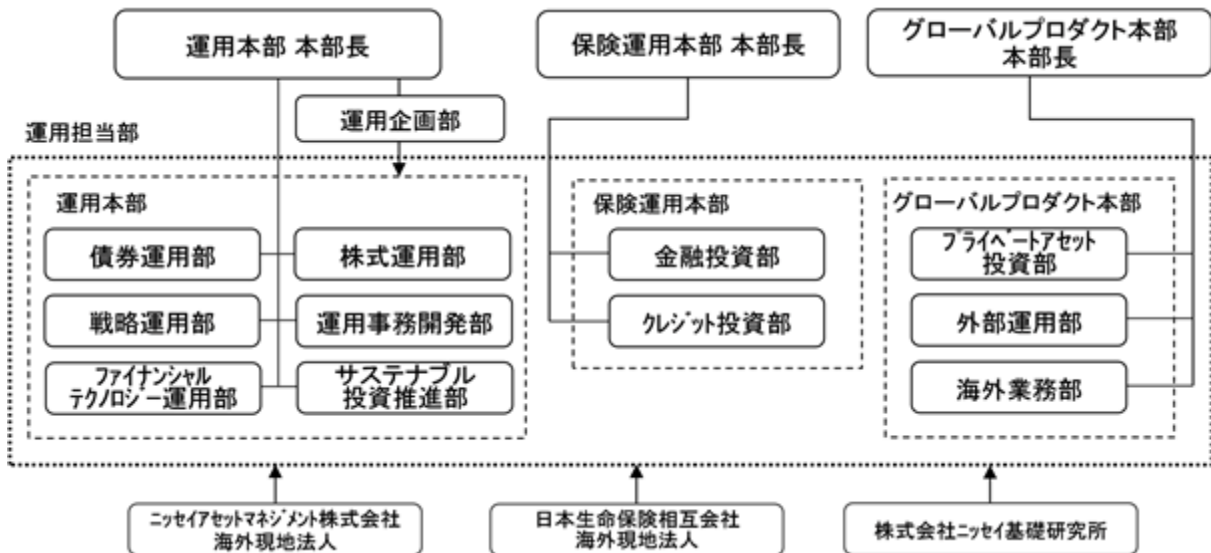 運用本部 本部長
保険運用本部 本部長
グローバルプロダクト本部
本部長
運用企画部
運用担当部
運用本部
債券運用部
株式運用部
戦略運用部
運用事務開発部
ファイナンシャル
テクノロジー運用部
サステナブル
投資推進部
保険運用本部
金融投資部
クレジット投資部
グローバルプロダクト本部
プライベートアセット
投資部
外部運用部
海外業務部
ニッセイアセットマネジメント株式会社
海外現地法人
日本生命保険相互会社
海外現地法人
株式会社ニッセイ基礎研究所